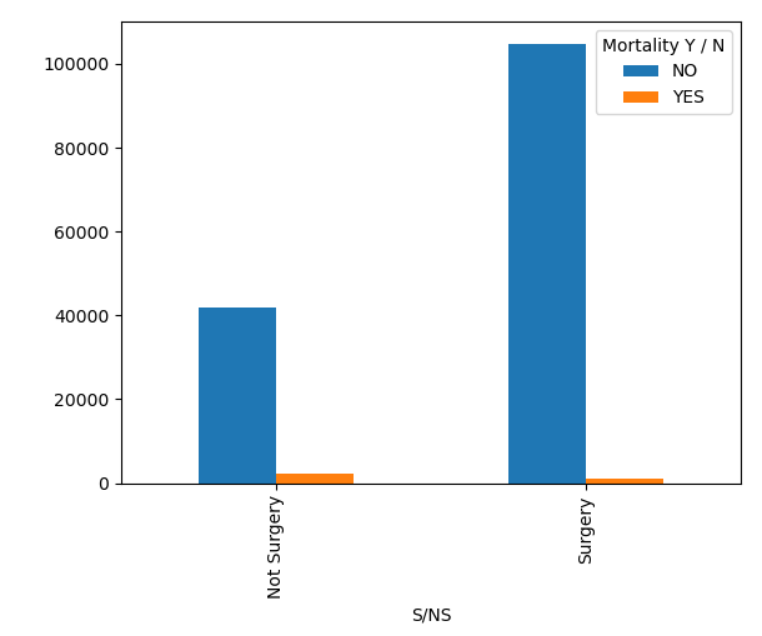 Mortality Y / N
NO
YES
100000
80000
60000
40000
20000
0
Not Surgery
Surgery
S/NS